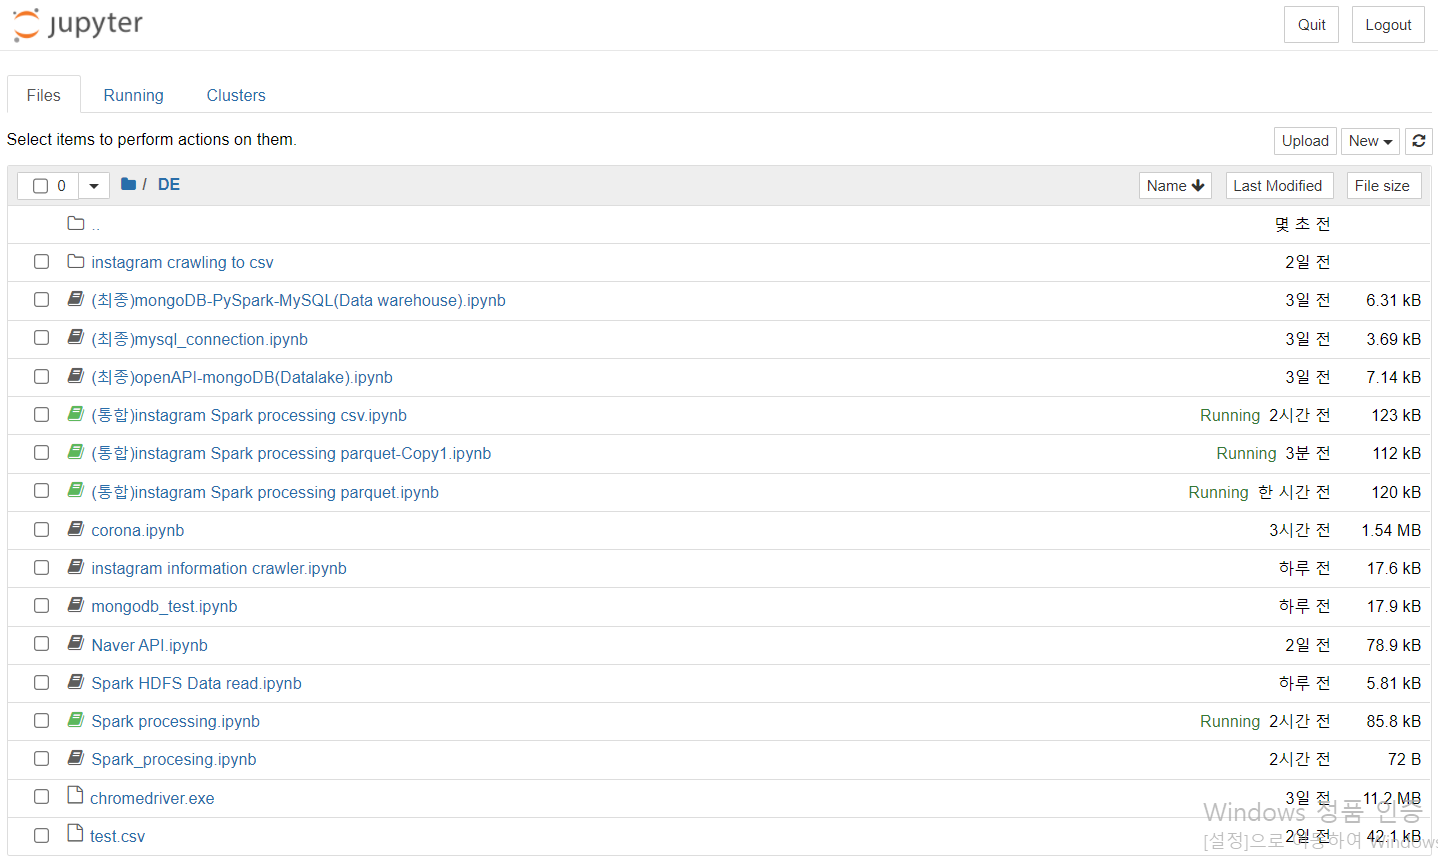 jupyter Quit Logout
Files Running Clusters
Select items to perform actions on them. Upload New
0 / DE Name Last Modified File size
.. 몇 초 전
instagram crawling to csv 2일 전
(최종)mongoDB-PySpark-MySQL(Data warehouse).ipynb 3일 전 6.31 kB
(최종)mysql_connection.ipynb 3일 전 3.69 kB
(최종)openAPI-mongoDB(Datalake).ipynb 3일 전 7.14 kB
(통합)instagram Spark processing csv.ipynb Running 2시간 전 123 kB
(통합)instagram Spark processing parquet-Copy1.ipynb Running 3분 전 112 kB
(통합)instagram Spark processing parquet.ipynb Running 한 시간 전 120 kB
corona.ipynb 3시간 전 1.54 MB
instagram information crawler.ipynb 하루 전 17.6 kB
mongodb_test.ipynb 하루 전 17.9 kB
Naver API.ipynb 2일 전 78.9 kB
Spark HDFS Data read.ipynb 하루 전 5.81 kB
Spark processing.ipynb Running 2시간 전 85.8 kB
Spark_procesing.ipynb 2시간 전 72 B
chromedriver.exe 3일 전 11.2 MB
Windows 정품 인증
test.csv 2일 전 42.1 kB
[설정]으로 이동하여 Windows